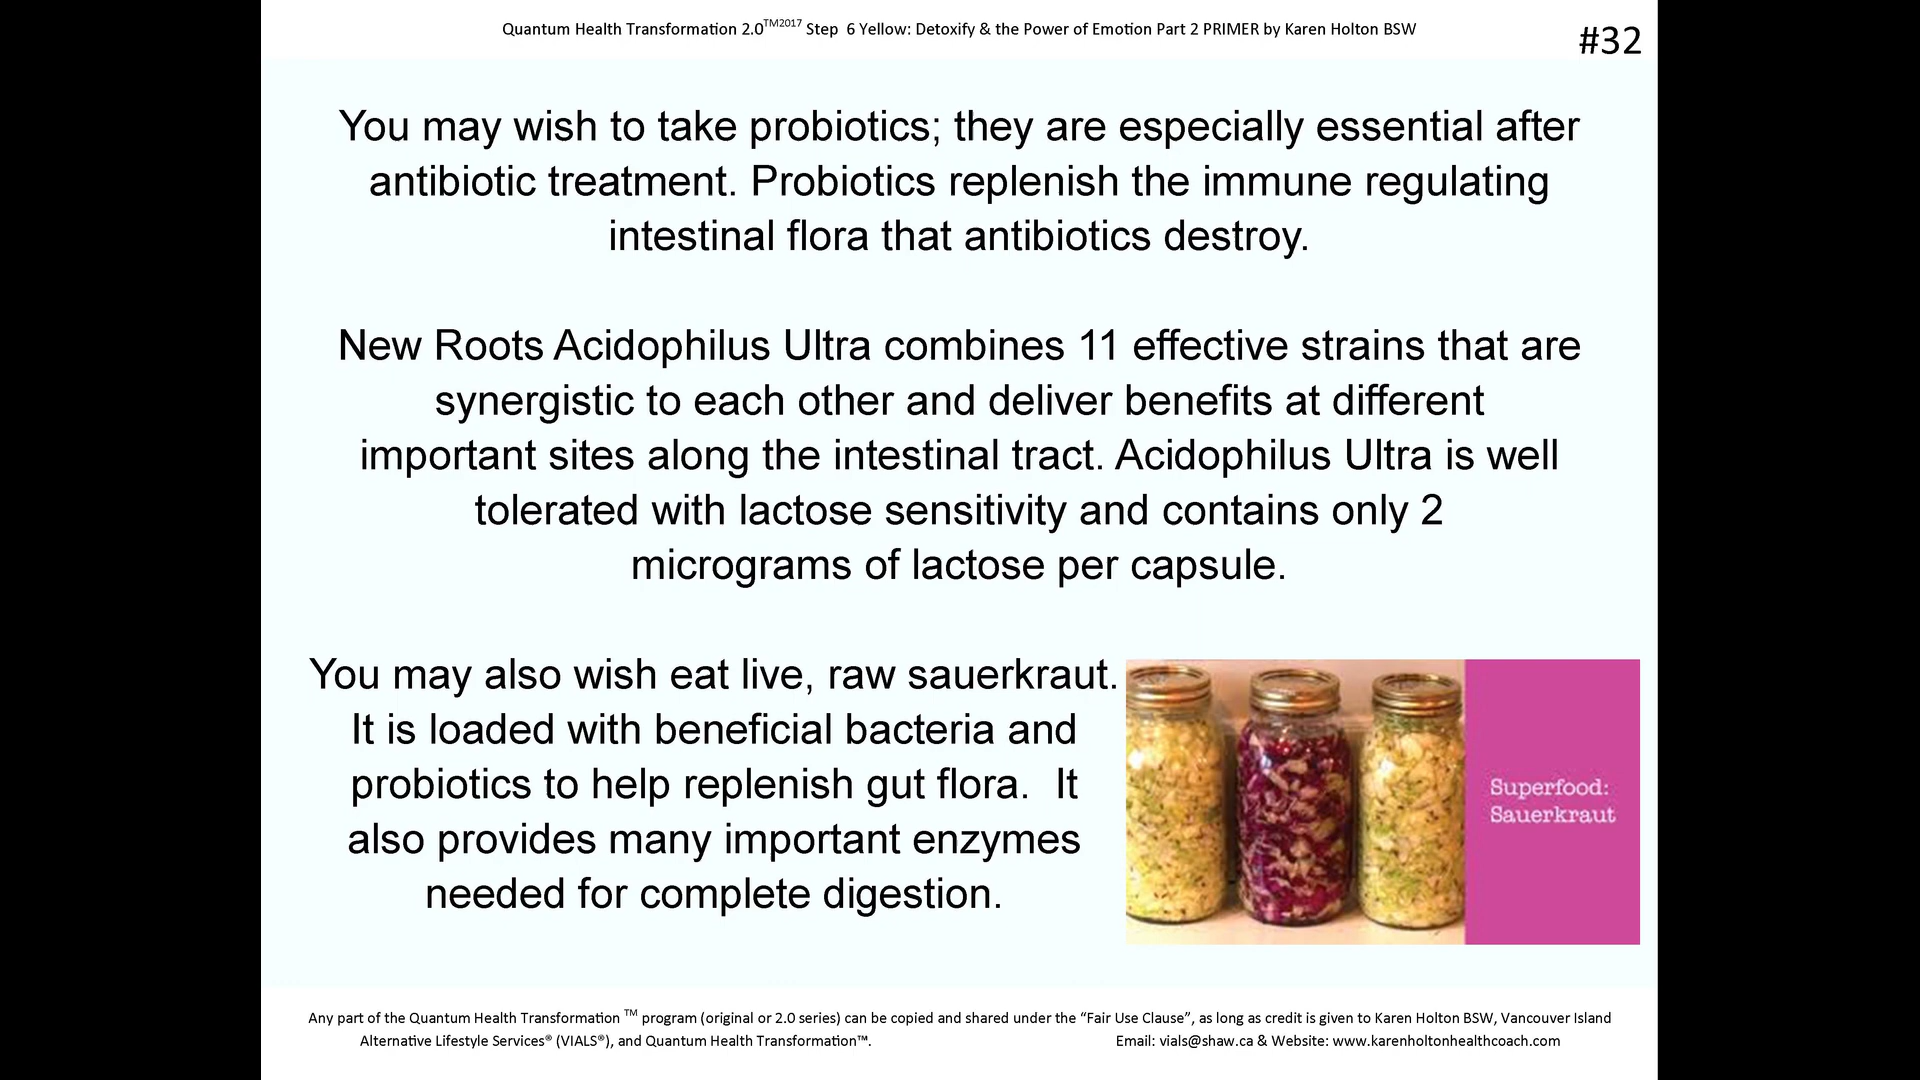 Quantum Health Transformation 2.0TM2017 Step  6 Yellow: Detoxify & the Power of Emotion Part 2 PRIMER by Karen Holton BSW
#32
You may wish to take probiotics; they are especially essential after
antibiotic treatment. Probiotics replenish the immune regulating
intestinal flora that antibiotics destroy.
New Roots Acidophilus Ultra combines 11 effective strains that are
synergistic to each other and deliver benefits at different
important sites along the intestinal tract. Acidophilus Ultra is well
tolerated with lactose sensitivity and contains only 2
micrograms of lactose per capsule.
You may also wish eat live, raw sauerkraut.
It is loaded with beneficial bacteria and
probiotics to help replenish gut flora.  It
also provides many important enzymes
needed for complete digestion.
Superfood:
Sauerkraut
Any part of the Quantum Health Transformation TM program (original or 2.0 series) can be copied and shared under the “Fair Use Clause”, as long as credit is given to Karen Holton BSW, Vancouver Island
Alternative Lifestyle Services® (VIALS®), and Quantum Health Transformation™. Email: vials@shaw.ca & Website: www.karenholtonhealthcoach.com